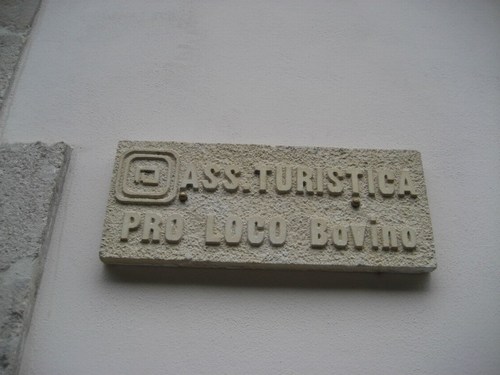 ASS. TURISTICA
PRO LOCO Bovino